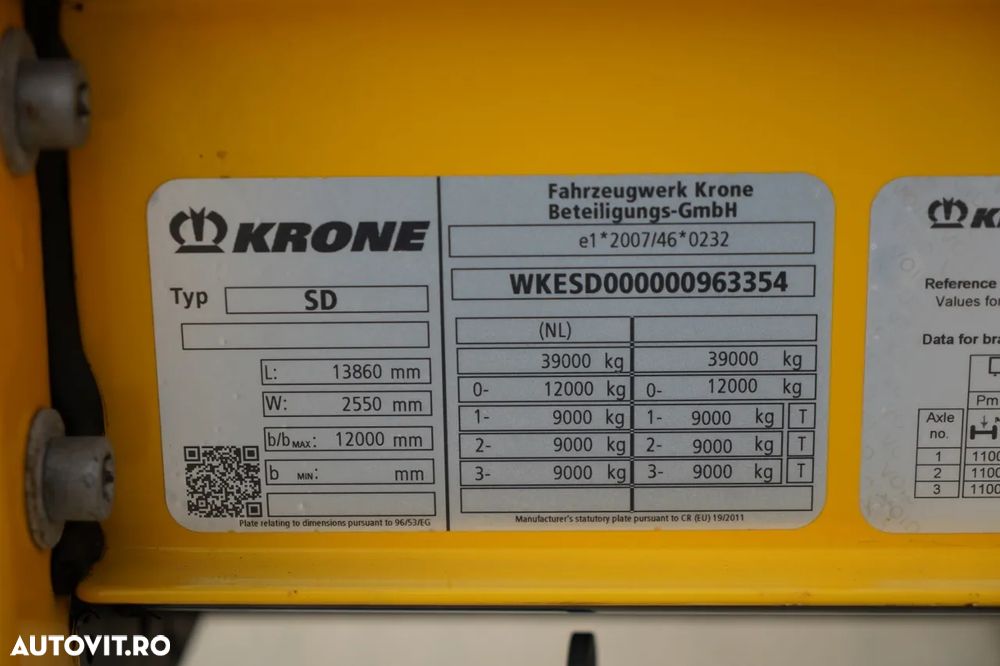 KRONE
Typ SD
L: 13860 mm
W: 2550 mm
b/bMAX: 12000 mm
b MIN: mm
Plate relating to dimensions pursuant to 96/53/EG
Fahrzeugwerk Krone
Beteiligungs-GmbH
e1*2007/46*0232
WKESD000000963354
(NL)
39000 kg 39000 kg
0- 12000 kg 0- 12000 kg
1- 9000 kg 1- 9000 kg T
2- 9000 kg 2- 9000 kg T
3- 9000 kg 3- 9000 kg T
Manufacturer's statutory plate pursuant to CR (EU) 19/2011
Reference
Values for
Data for bra
Pm
Axle
no.
1 1100
2 1100
3 1100
AUTOVIT.RO